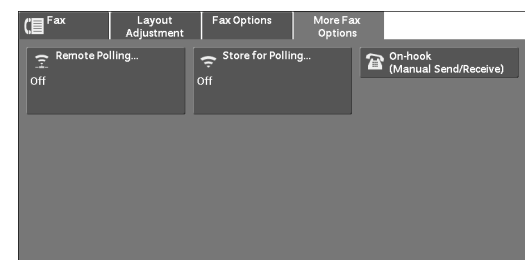 Fax
Layout
Adjustment
Fax Options
More Fax
Options
Remote Polling...
Off
Store for Polling...
Off
On-hook
(Manual Send/Receive)